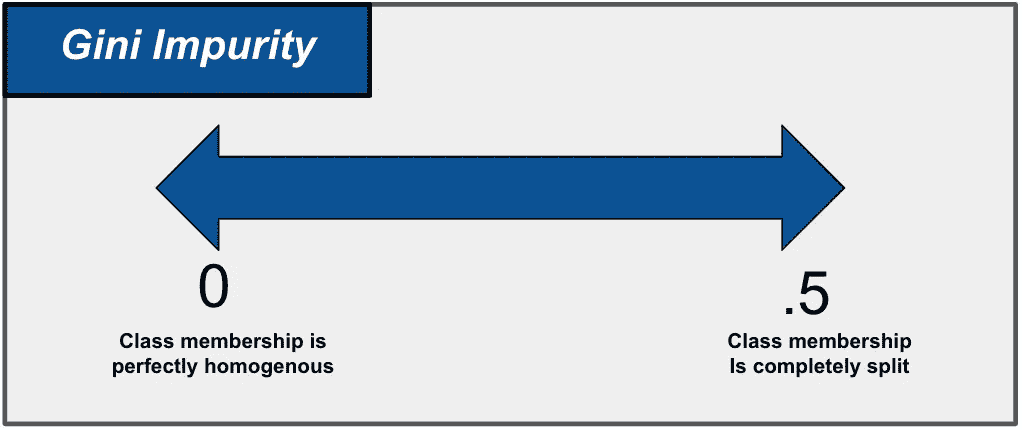 Gini Impurity
0
.5
Class membership is
perfectly homogenous
Class membership
Is completely split